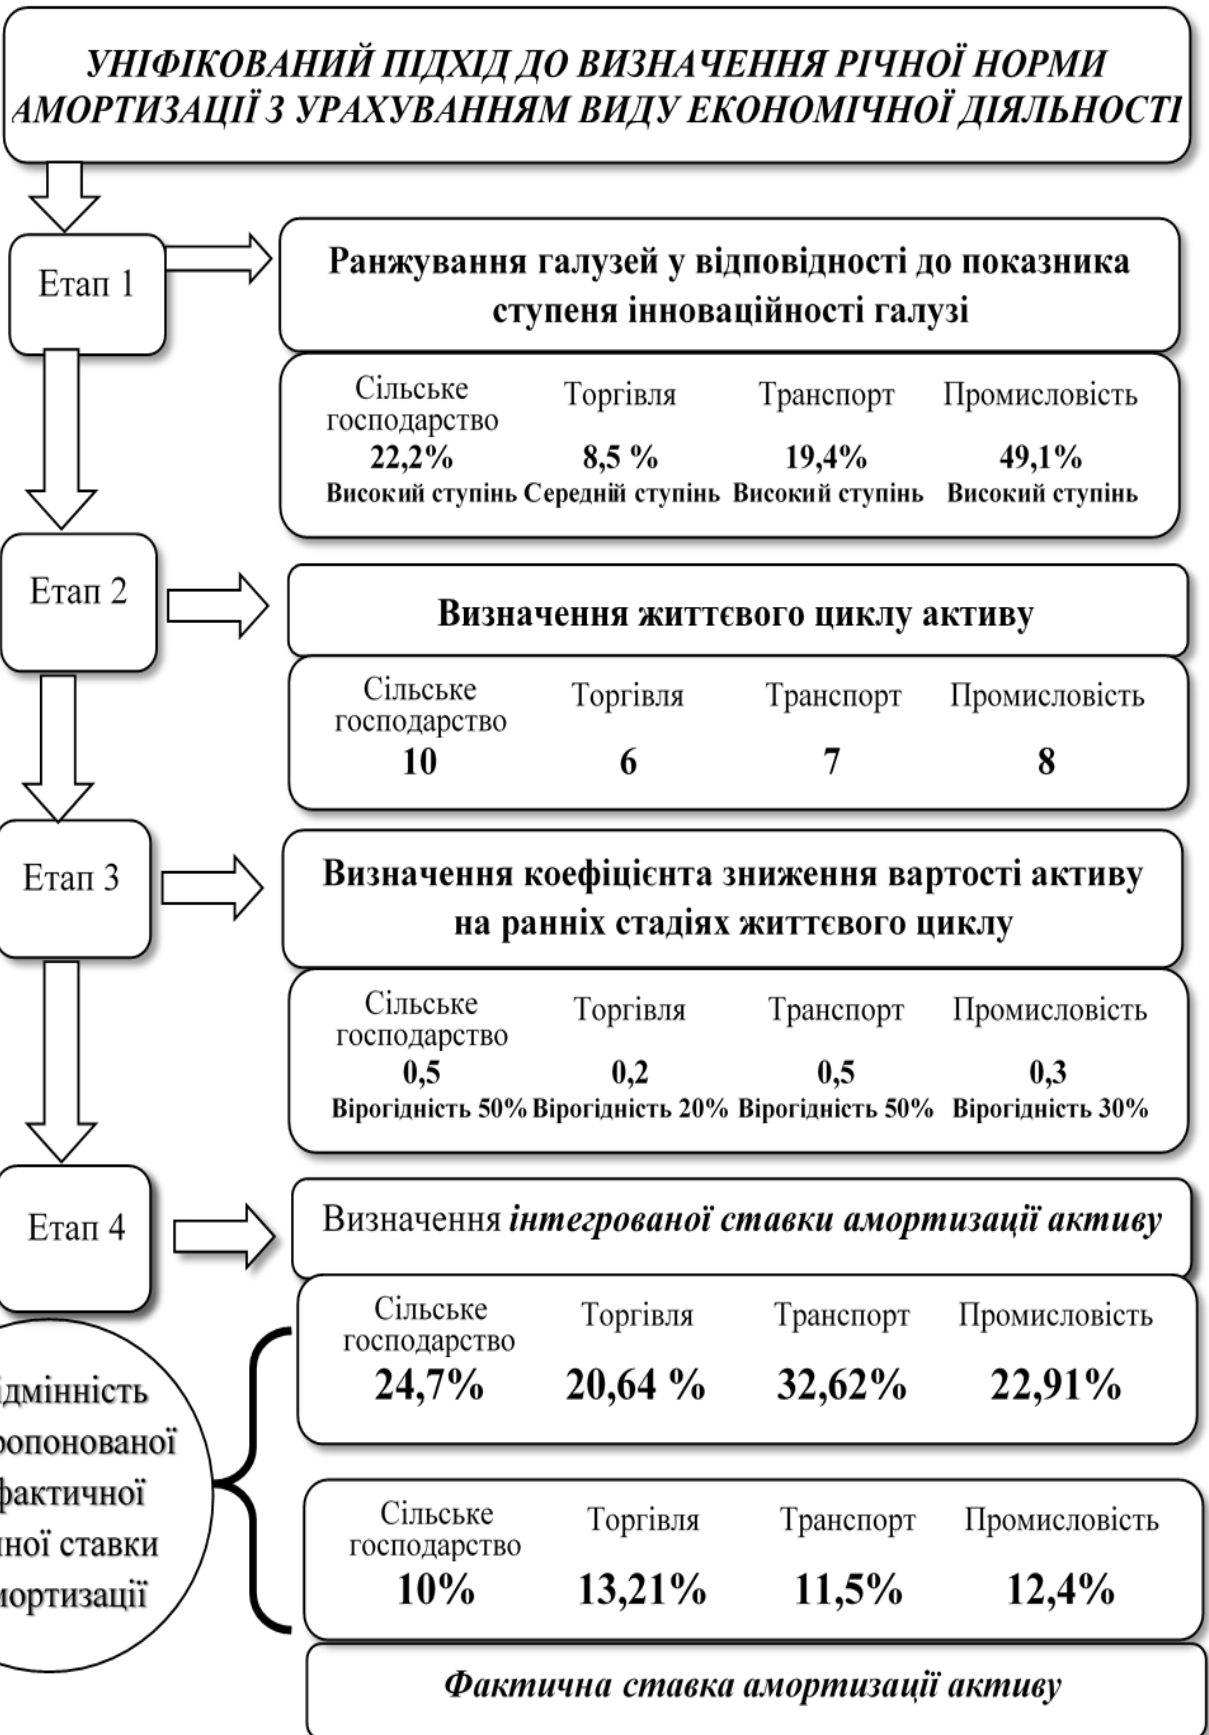 УНІФІКОВАНИЙ ПІДХІД ДО ВИЗНАЧЕННЯ РІЧНОЇ НОРМИ
АМОРТИЗАЦІЇ З УРАХУВАННЯМ ВИДУ ЕКОНОМІЧНОЇ ДІЯЛЬНОСТІ
Етап 1
Ранжування галузей у відповідності до показника
ступеня інноваційності галузі
Сільське
господарство
22,2%
Високий ступінь
Торгівля
8,5 %
Середній ступінь
Транспорт
19,4%
Високий ступінь
Промисловість
49,1%
Високий ступінь
Етап 2
Визначення життєвого циклу активу
Сільське
господарство
10
Торгівля
6
Транспорт
7
Промисловість
8
Етап 3
Визначення коефіцієнта зниження вартості активу
на ранніх стадіях життєвого циклу
Сільське
господарство
0,5
Вірогідність 50%
Торгівля
0,2
Вірогідність 20%
Транспорт
0,5
Вірогідність 50%
Промисловість
0,3
Вірогідність 30%
Етап 4
Визначення інтегрованої ставки амортизації активу
Сільське
господарство
24,7%
Торгівля
20,64 %
Транспорт
32,62%
Промисловість
22,91%
ідмінність
ропонованої
фактичної
ної ставки
мортизації
Сільське
господарство
10%
Торгівля
13,21%
Транспорт
11,5%
Промисловість
12,4%
Фактична ставка амортизації активу